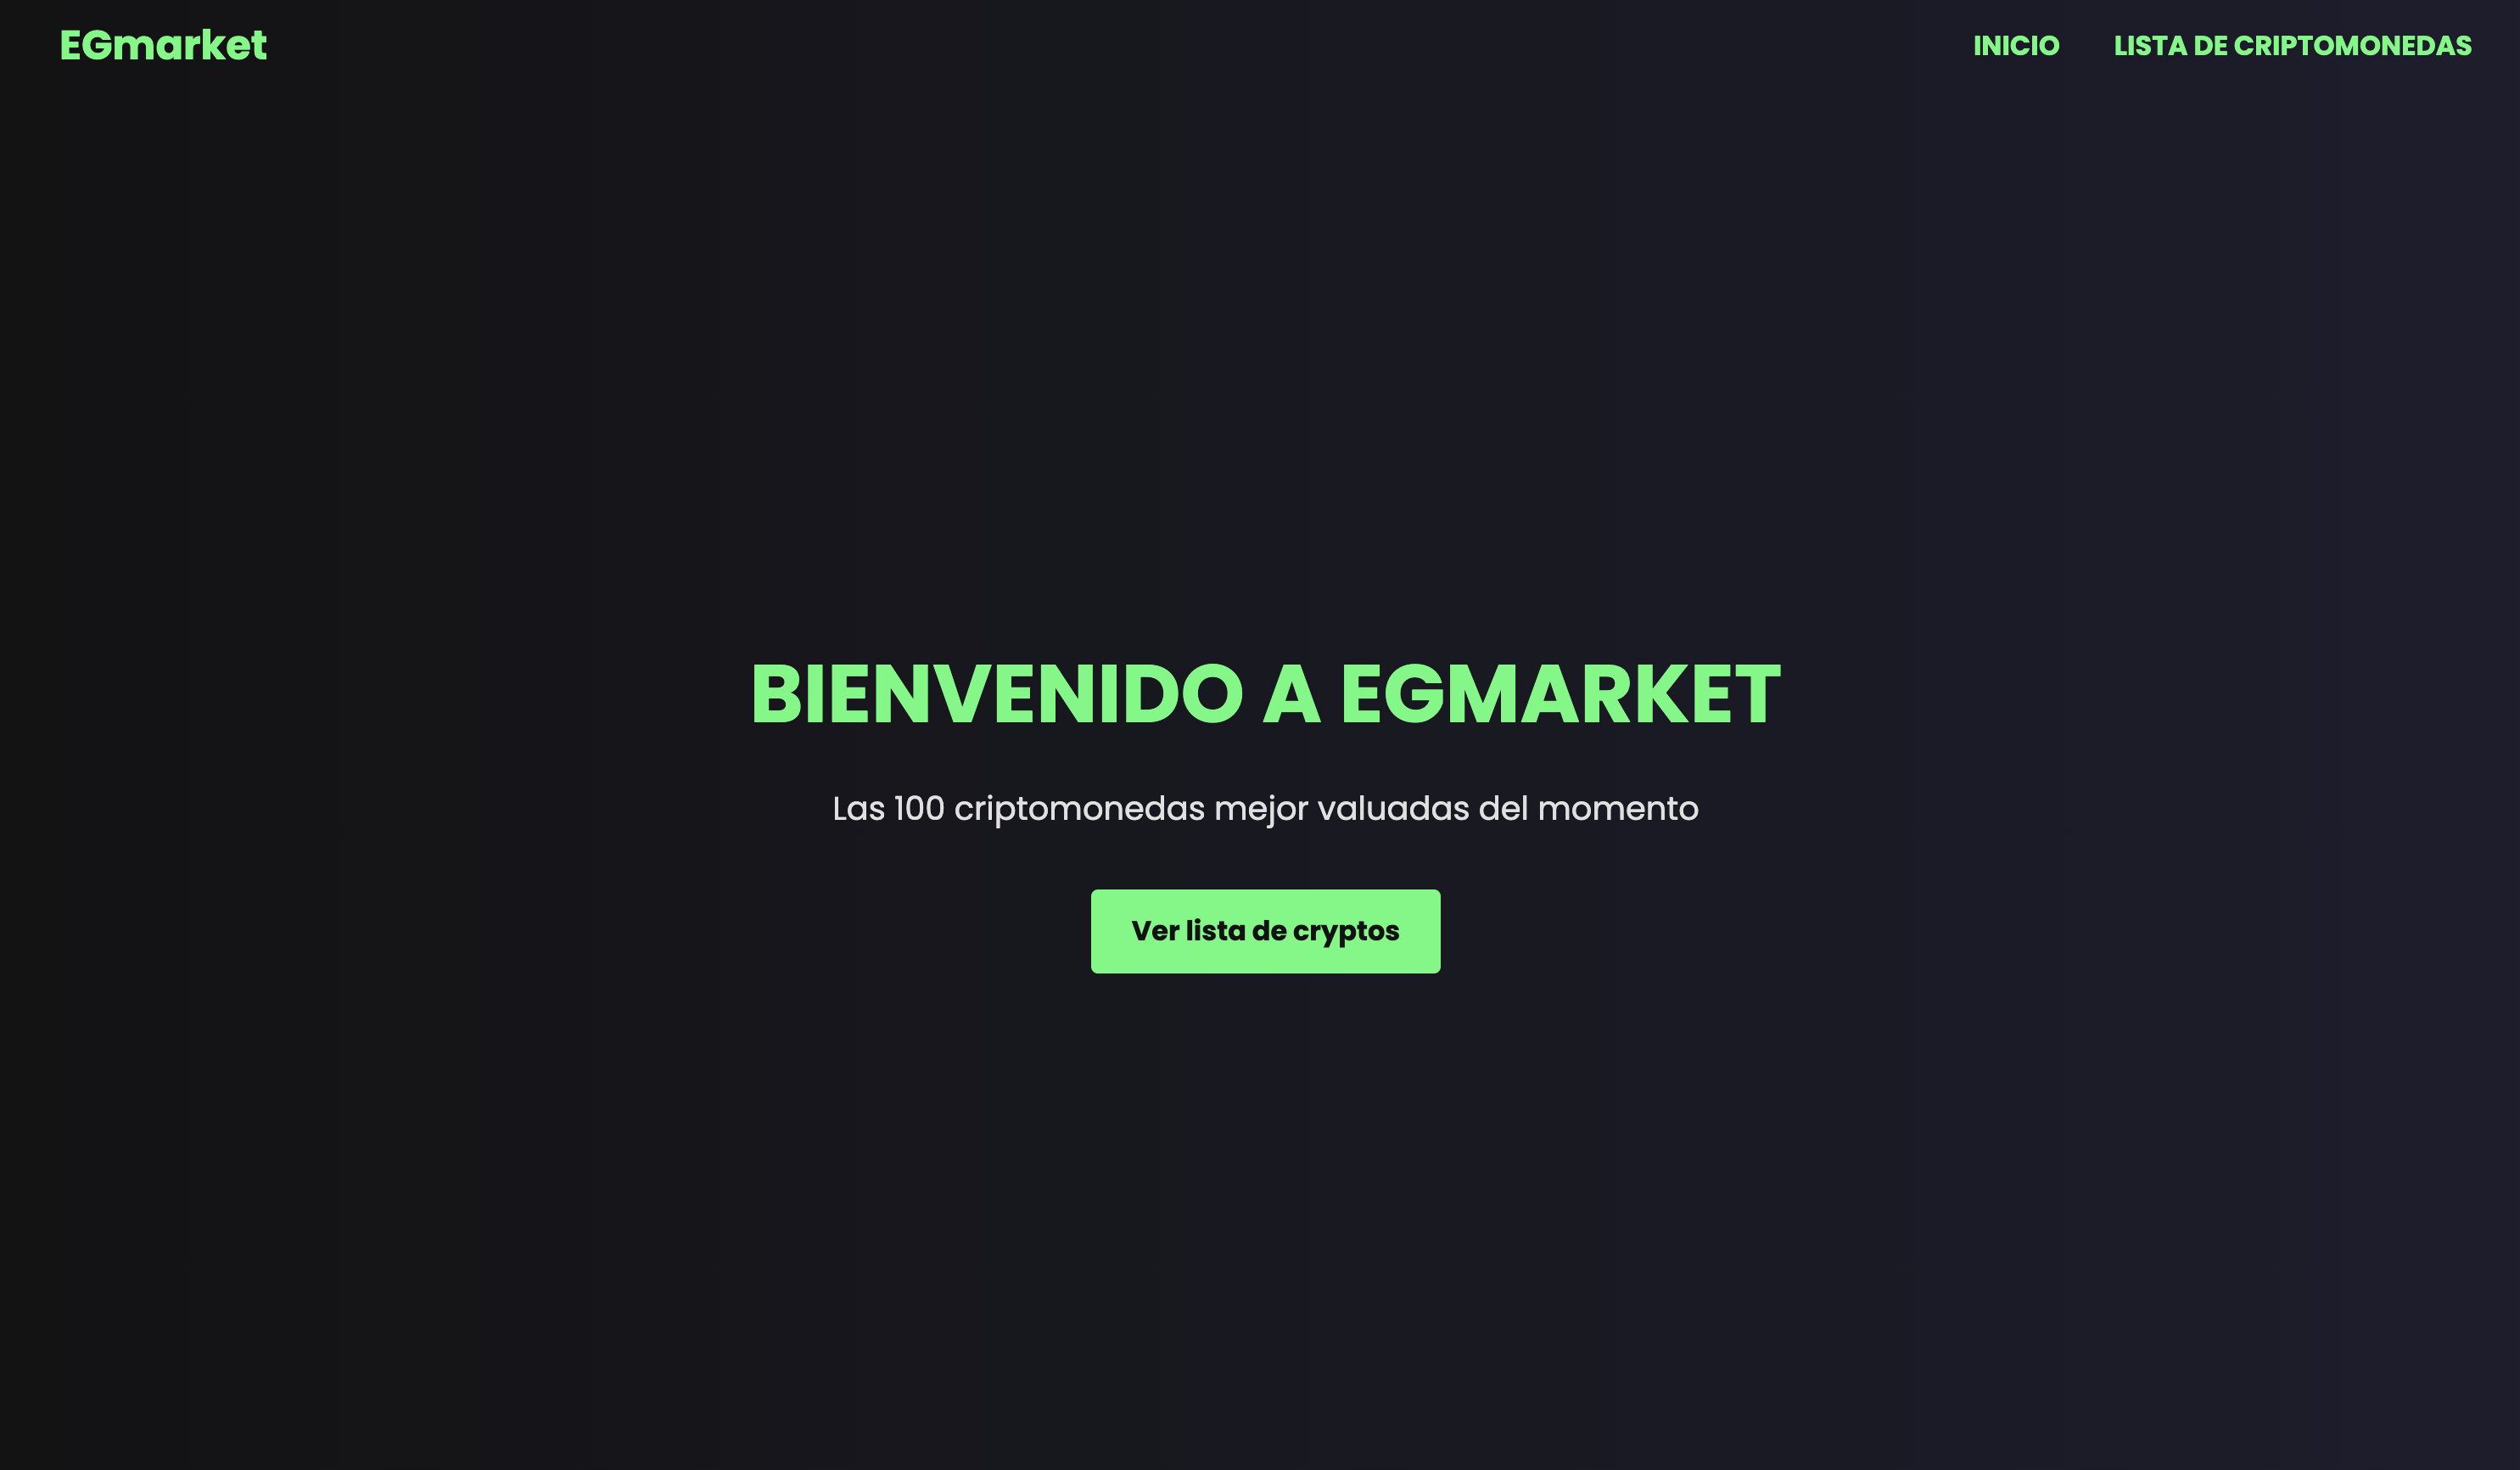 EGmarket
INICIO
LISTA DE CRIPTOMONEDAS
BIENVENIDO A EGMARKET
Las 100 criptomonedas mejor valuadas del momento
Ver lista de cryptos